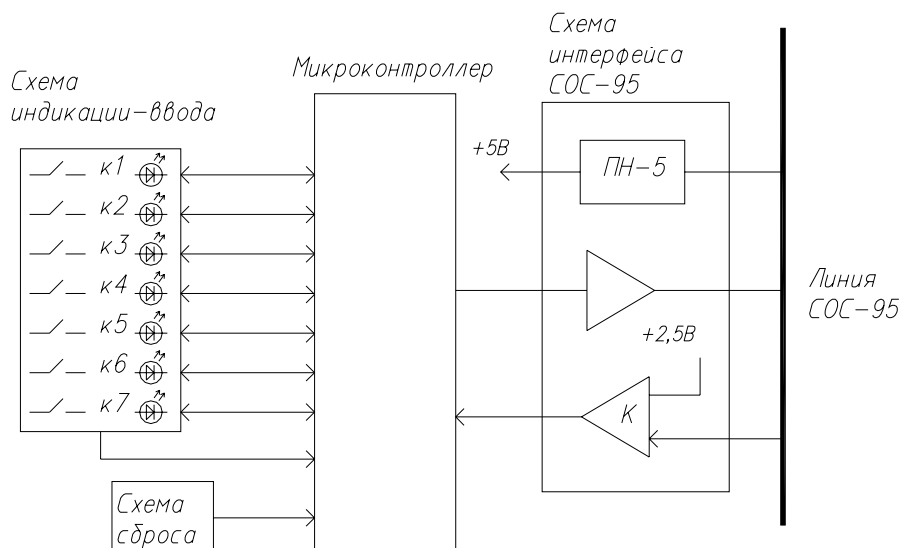 Схема
индикации-ввода
к1
к2
к3
к4
к5
к6
к7
Схема
сброса
Микроконтроллер
Схема
интерфейса
СОС-95
+5В
ПН-5
+2,5В
К
Линия
СОС-95